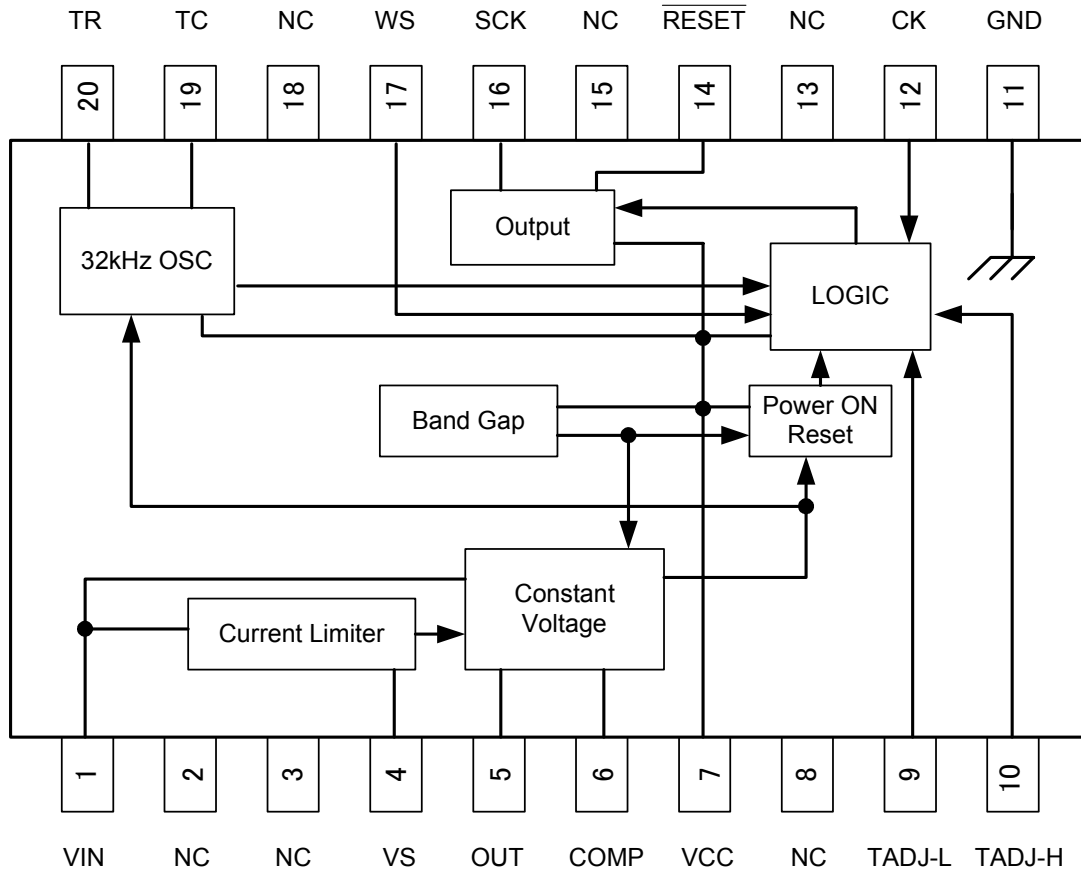 TR TC NC WS SCK NC RESET NC CK GND
20 19 18 17 16 15 14 13 12 11
Output
32kHz OSC
LOGIC
Band Gap
Power ON
Reset
Constant
Voltage
Current Limiter
1 2 3 4 5 6 7 8 9 10
VIN NC NC VS OUT COMP VCC NC TADJ-L TADJ-H